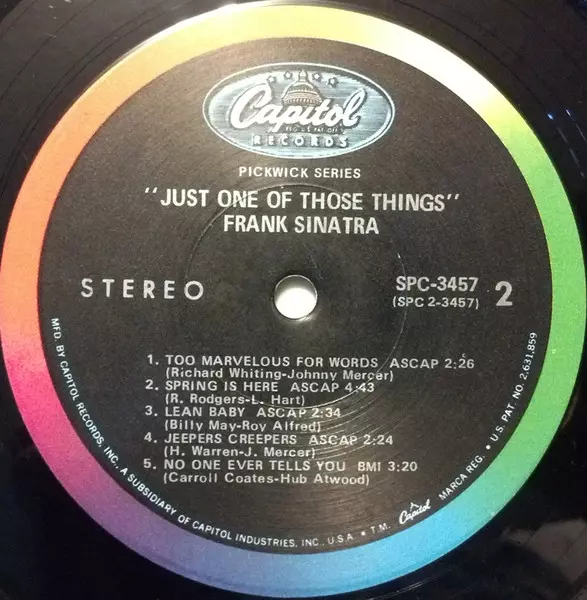 Capitol
REG. U.S. PAT. OFF.
RECORDS
PICKWICK SERIES
"JUST ONE OF THOSE THINGS"
FRANK SINATRA
STEREO
SPC-3457
(SPC 2-3457)
2
1. TOO MARVELOUS FOR WORDS ASCAP 2:26
(Richard Whiting-Johnny Mercer)
2. SPRING IS HERE ASCAP 4:43
(R. Rodgers-L. Hart)
3. LEAN BABY ASCAP 2:34
(Billy May-Roy Alfred)
4. JEEPERS CREEPERS ASCAP 2:24
(H. Warren-J. Mercer)
5. NO ONE EVER TELLS YOU BMI 3:20
(Carroll Coates-Hub Atwood)
MFD. BY CAPITOL RECORDS, INC., A SUBSIDIARY OF CAPITOL INDUSTRIES, INC., U.S.A. • T.M. Capitol MARCA REG. • U.S. PAT. NO. 2,631,859